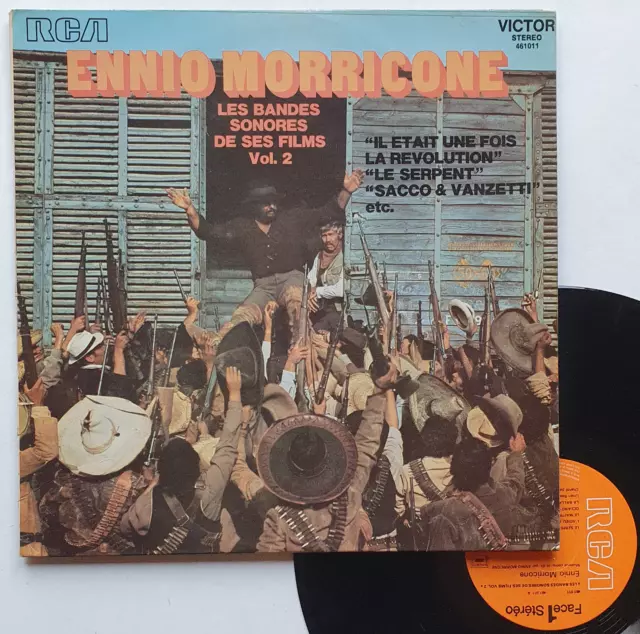 RCA
VICTOR
STEREO
461011
ENNIO MORRICONE
LES BANDES
SONORES
DE SES FILMS
Vol. 2
"IL ETAIT UNE FOIS
LA REVOLUTION"
"LE SERPENT"
"SACCO & VANZETTI"
etc.
RCA
Face 1 Stéréo
Ennio Morricone